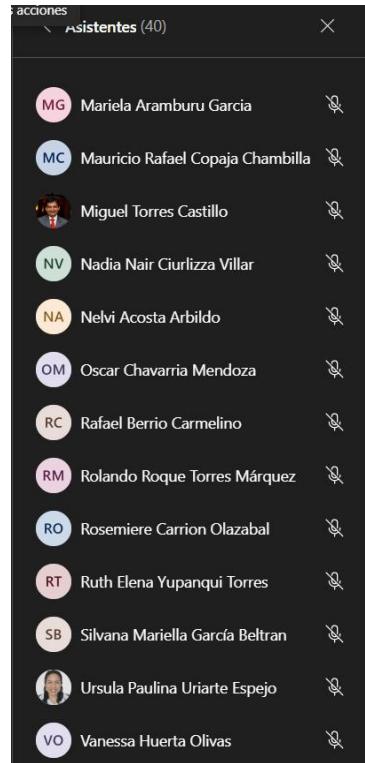 s acciones
Asistentes (40)
MG Mariela Aramburu Garcia
MC Mauricio Rafael Copaja Chambilla
Miguel Torres Castillo
NV Nadia Nair Ciurlizza Villar
NA Nelvi Acosta Arbildo
OM Oscar Chavarria Mendoza
RC Rafael Berrio Carmelino
RM Rolando Roque Torres Márquez
RO Rosemiere Carrion Olazabal
RT Ruth Elena Yupanqui Torres
SB Silvana Mariella García Beltran
Ursula Paulina Uriarte Espejo
VO Vanessa Huerta Olivas